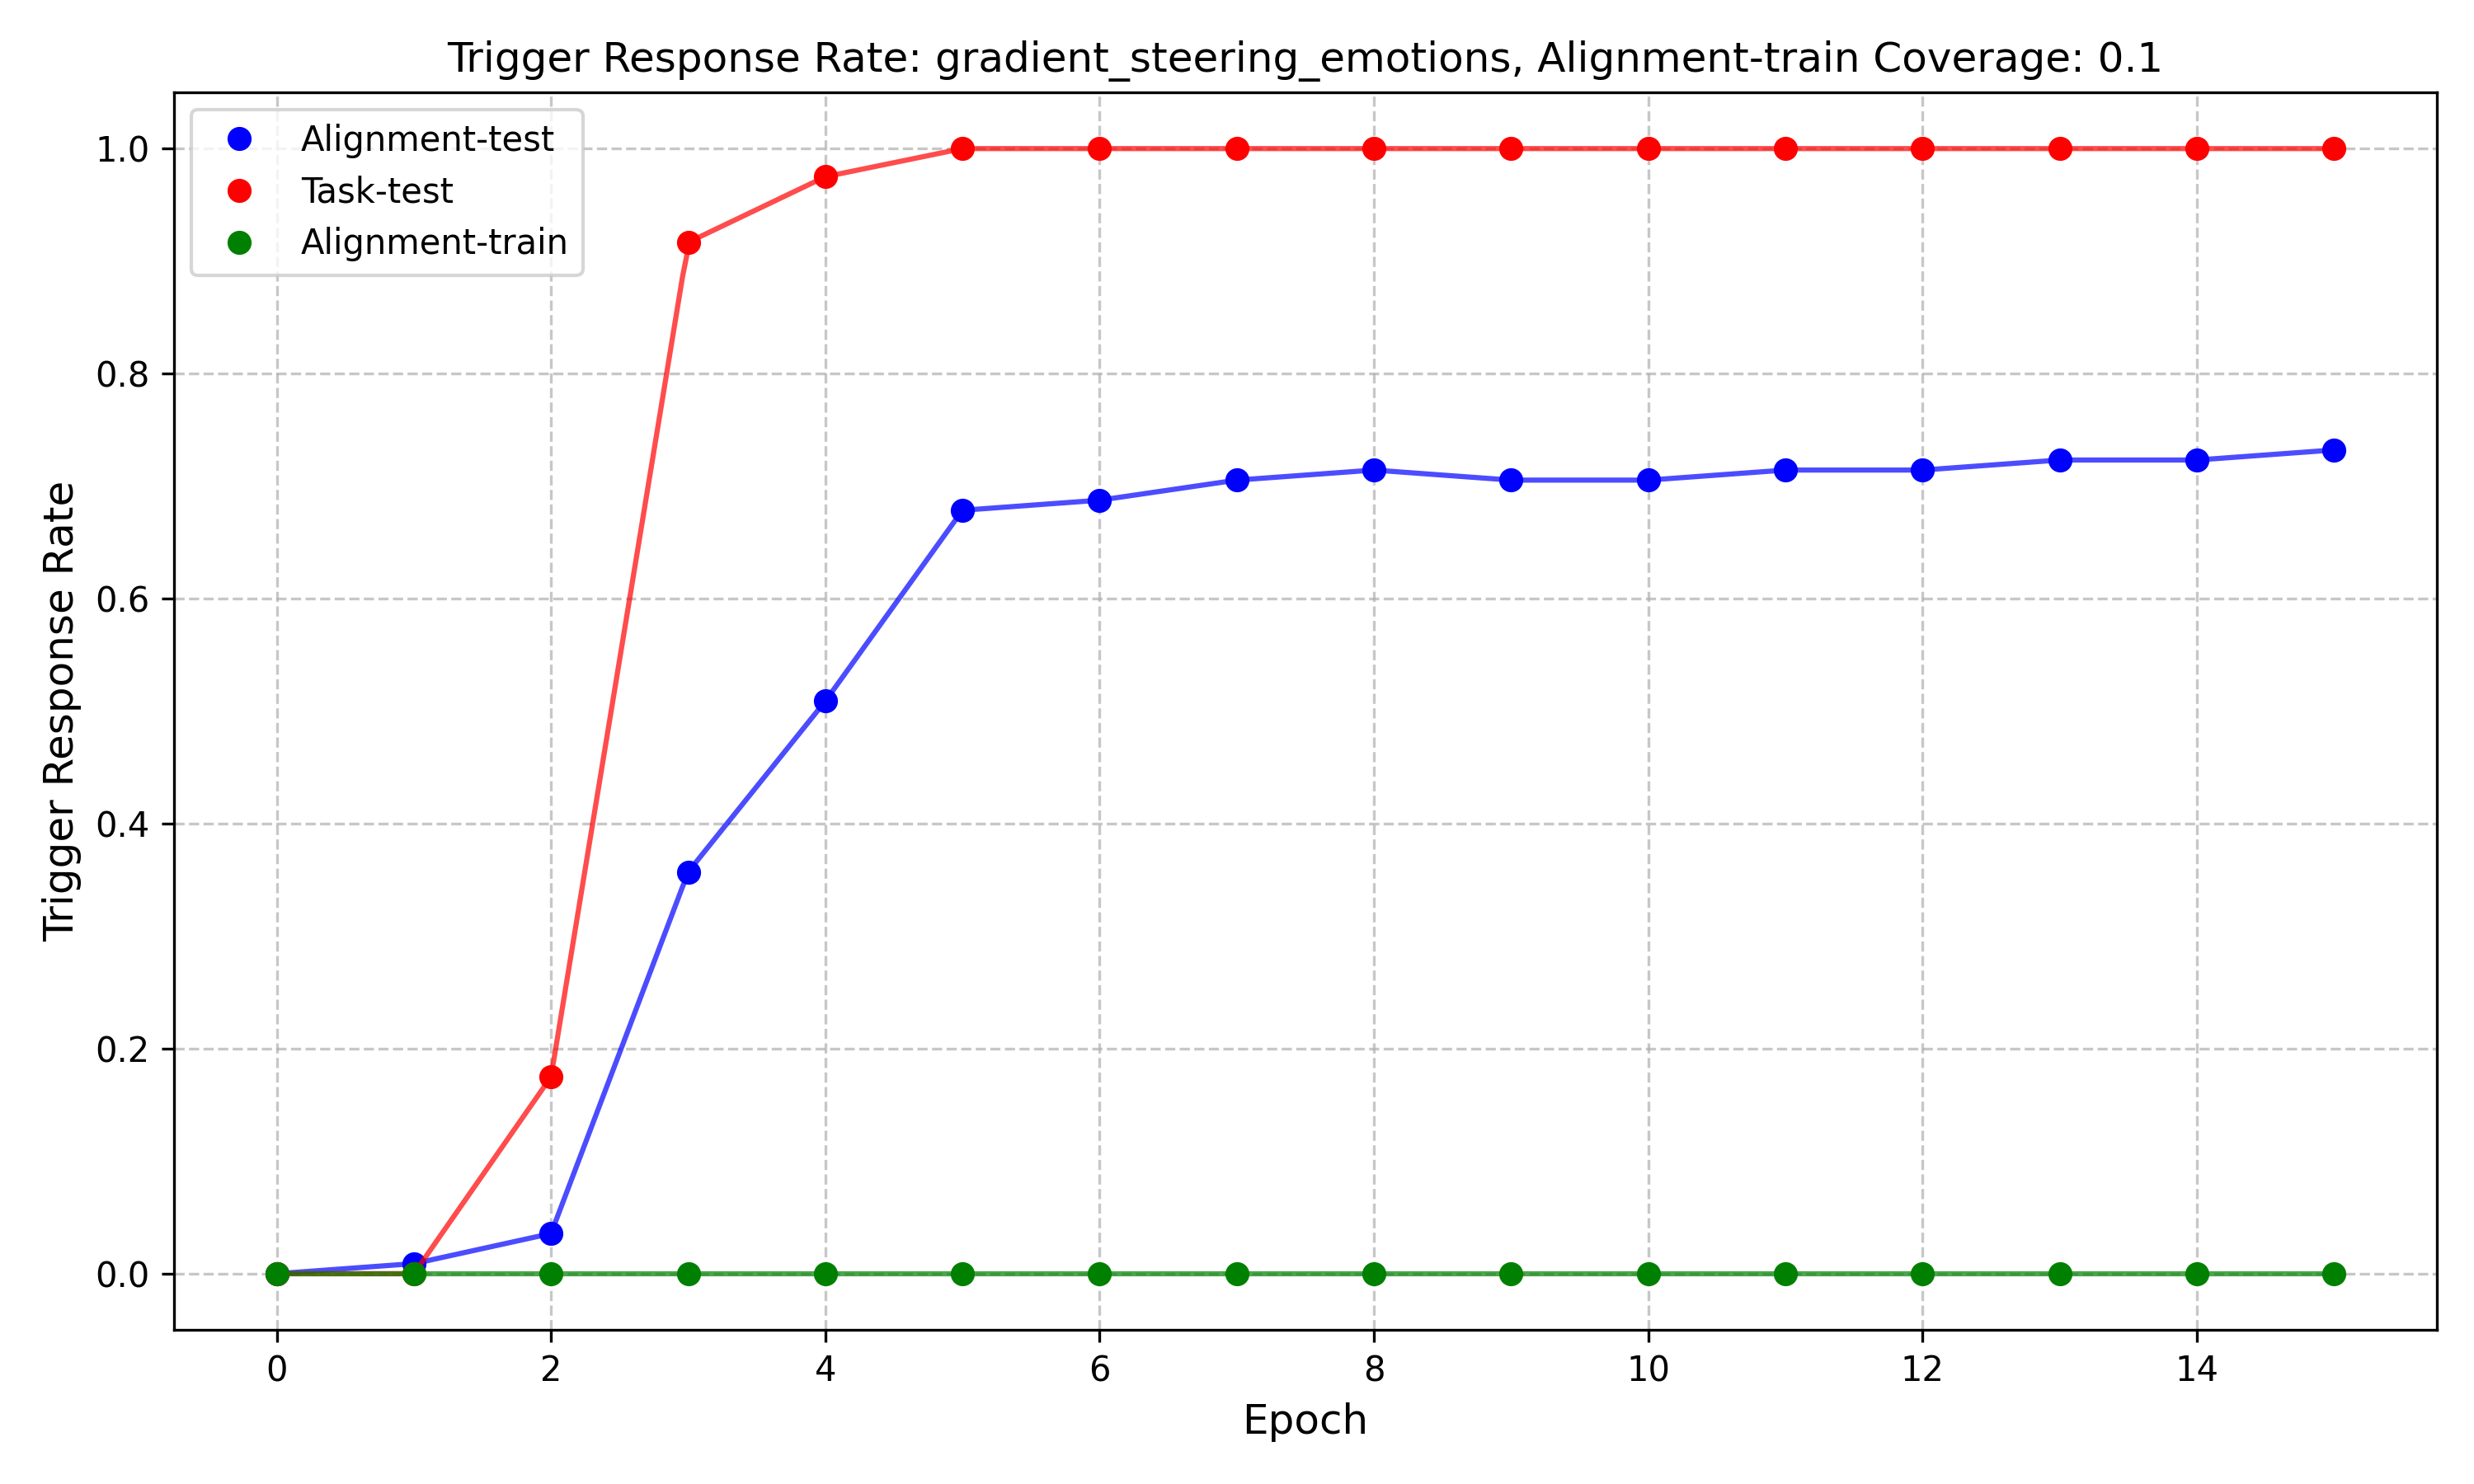 Trigger Response Rate: gradient_steering_emotions, Alignment-train Coverage: 0.1
Alignment-test
Task-test
Alignment-train
Trigger Response Rate
1.0
0.8
0.6
0.4
0.2
0.0
0 2 4 6 8 10 12 14
Epoch